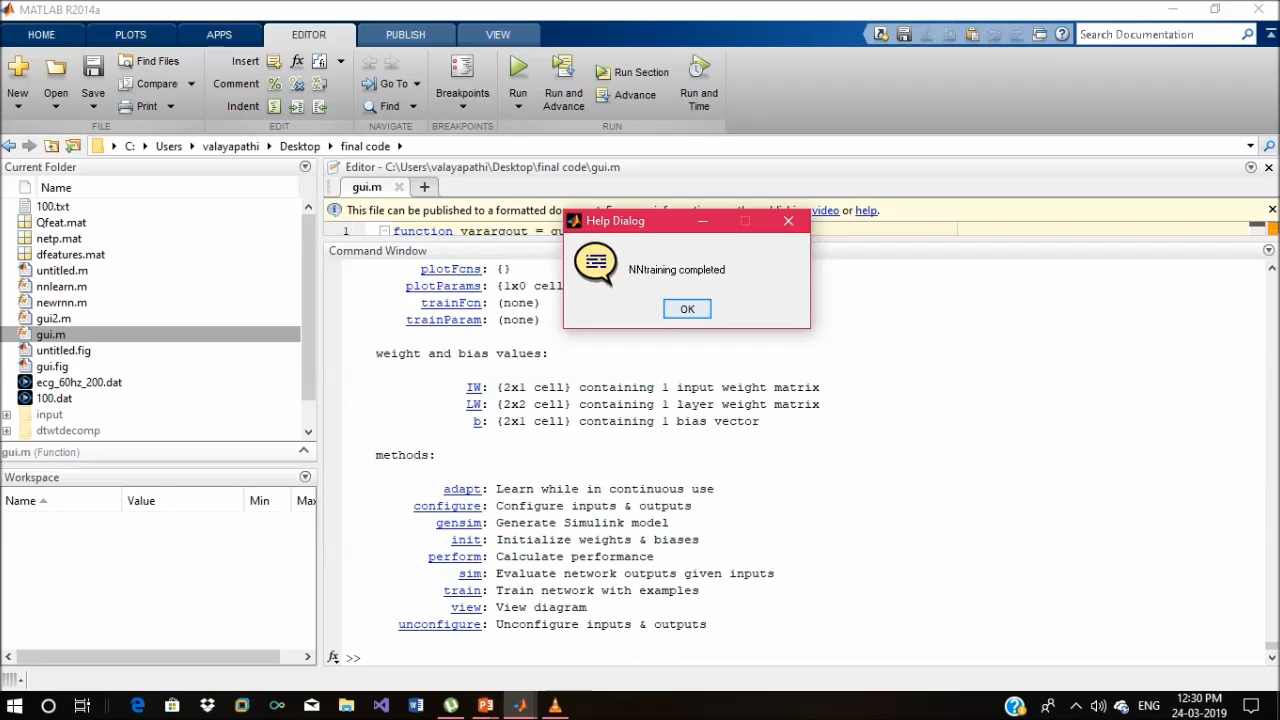 MATLAB R2014a
HOME PLOTS APPS EDITOR PUBLISH VIEW Search Documentation
New Open Save Find Files Compare Print
Insert Comment Indent
Go To Find
Breakpoints
Run Run and Advance Run Section Advance Run and Time
FILE EDIT NAVIGATE BREAKPOINTS RUN
C: Users valayapathi Desktop final code
Current Folder
Name
100.txt
Qfeat.mat
netp.mat
dfeatures.mat
untitled.m
nnlearn.m
newrnn.m
gui2.m
gui.m
untitled.fig
gui.fig
ecg_60hz_200.dat
100.dat
input
dtwtdecomp
gui.m (Function)
Workspace
Name Value Min Max
Editor - C:\Users\valayapathi\Desktop\final code\gui.m
gui.m
This file can be published to a formatted video or help.
1 function varargout =
Command Window
plotFcns: {}
plotParams: {1x0 cell
trainFcn: (none)
trainParam: (none)
weight and bias values:
IW: {2x1 cell} containing 1 input weight matrix
LW: {2x2 cell} containing 1 layer weight matrix
b: {2x1 cell} containing 1 bias vector
methods:
adapt: Learn while in continuous use
configure: Configure inputs & outputs
gensim: Generate Simulink model
init: Initialize weights & biases
perform: Calculate performance
sim: Evaluate network outputs given inputs
train: Train network with examples
view: View diagram
unconfigure: Unconfigure inputs & outputs
fx >>
Help Dialog
NNtraining completed
OK
ENG
12:30 PM
24-03-2019